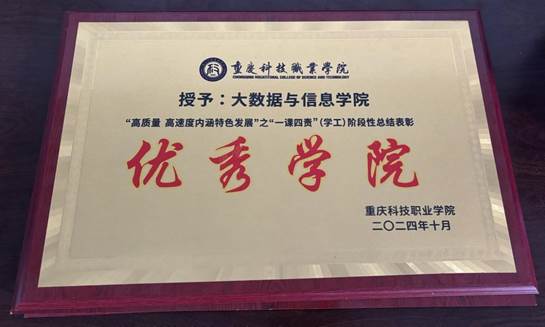 重庆科技职业学院
CHONGQING VOCATIONAL COLLEGE OF SCIENCE AND TECHNOLOGY
授予：大数据与信息学院
“高质量 高速度内涵特色发展”之“一课四责”（学工）阶段性总结表彰
优秀学院
重庆科技职业学院
二〇二四年十月